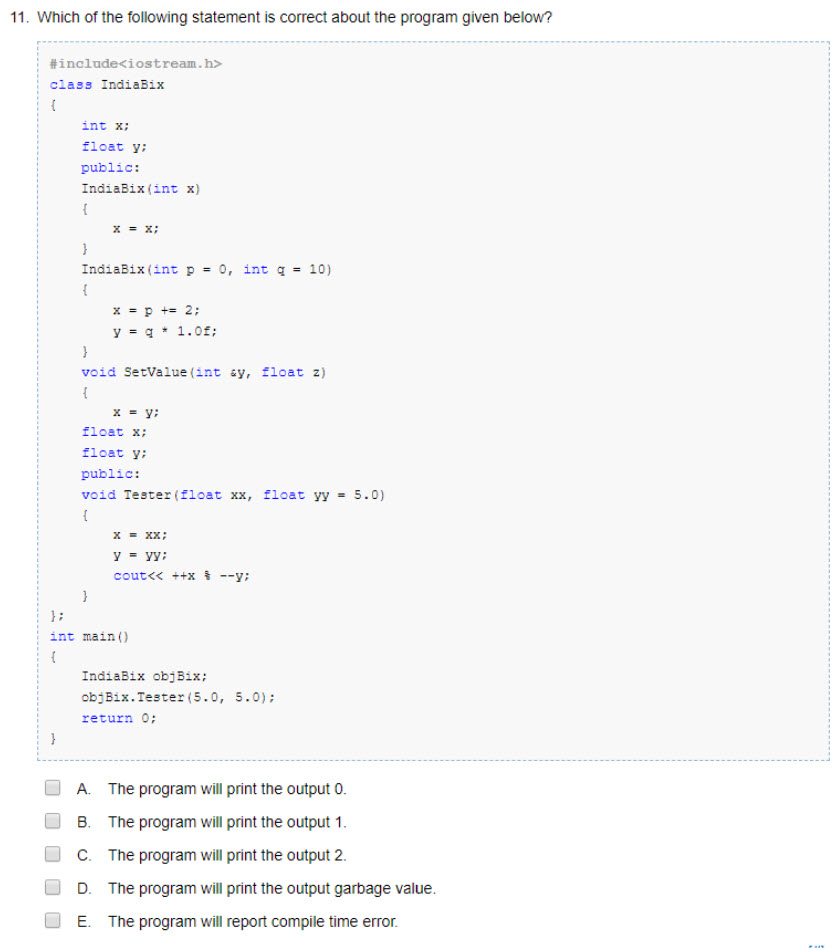 11. Which of the following statement is correct about the program given below?
#include<iostream.h>
class IndiaBix
{
int x;
float y;
public:
IndiaBix(int x)
{
x = x;
}
IndiaBix(int p = 0, int q = 10)
{
x = p += 2;
y = q * 1.0f;
}
void SetValue(int &y, float z)
{
x = y;
float x;
float y;
public:
void Tester(float xx, float yy = 5.0)
{
x = xx;
y = yy;
cout<< ++x % --y;
}
};
int main()
{
IndiaBix objBix;
objBix.Tester(5.0, 5.0);
return 0;
}
A. The program will print the output 0.
B. The program will print the output 1.
C. The program will print the output 2.
D. The program will print the output garbage value.
E. The program will report compile time error.